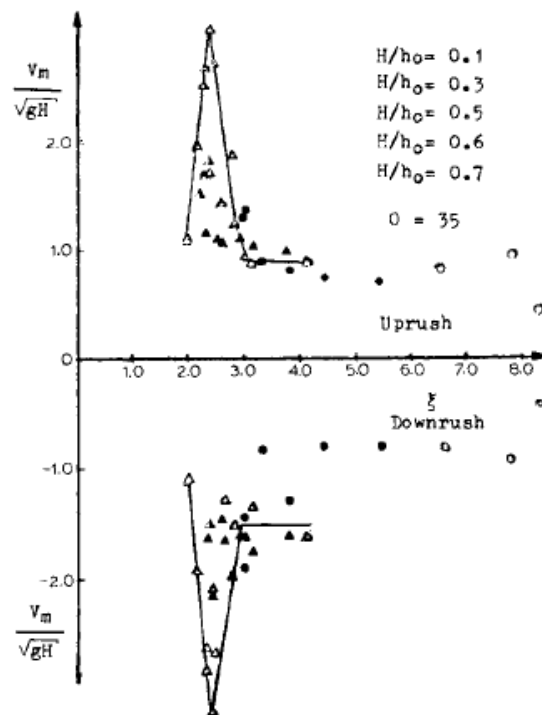 V_m
√gH
H/h₀= 0.1
H/h₀= 0.3
H/h₀= 0.5
H/h₀= 0.6
H/h₀= 0.7
O = 35
2.0
1.0
Uprush
0
1.0 2.0 3.0 4.0 5.0 6.0 7.0 8.0
ξ
Downrush
-1.0
-2.0
V_m
√gH